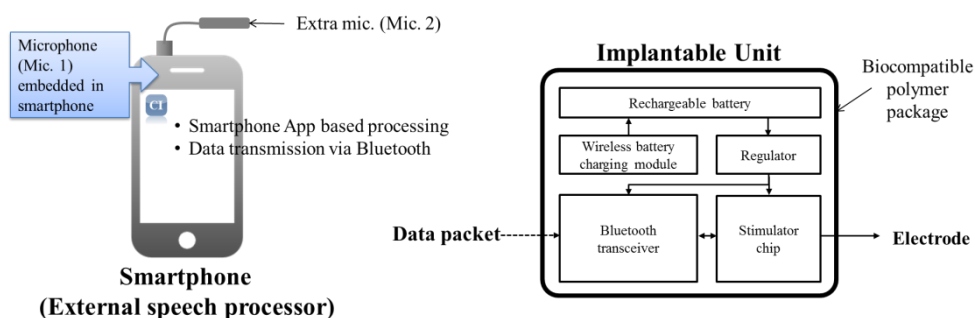 Extra mic. (Mic. 2)
Microphone
(Mic. 1)
embedded in
smartphone
CI
• Smartphone App based processing
• Data transmission via Bluetooth
Smartphone
(External speech processor)
Implantable Unit
Biocompatible
polymer
package
Rechargeable battery
Wireless battery
charging module
Regulator
Data packet
Bluetooth
transceiver
Stimulator
chip
Electrode